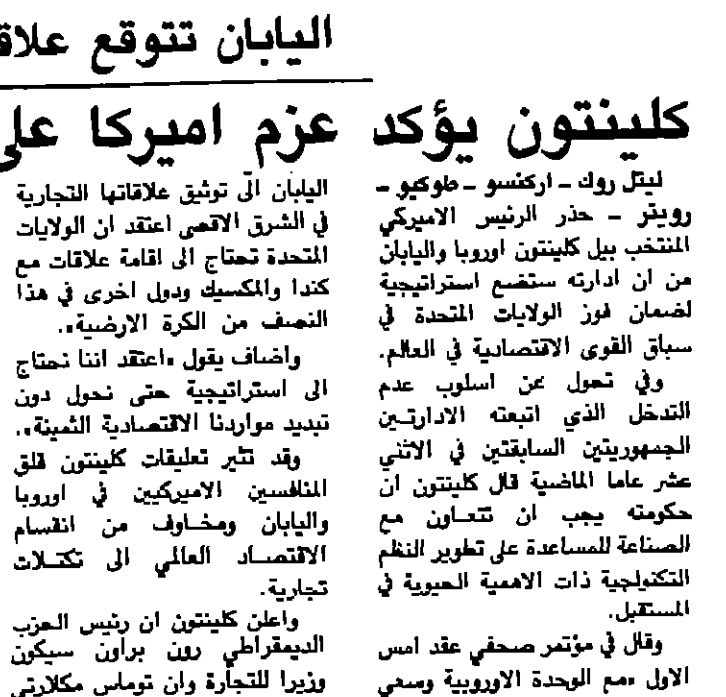 اليابان تتوقع علاق
كلينتون يؤكد عزم اميركا على
ليتل روك ـ اركنسو ـ طوكيو ـ
رويتر ـ حذر الرئيس الاميركي
المنتخب بيل كلينتون اوروبا واليابان
من ان ادارته ستضع استراتيجية
لضمان فوز الولايات المتحدة في
سباق القوى الاقتصادية في العالم.
وفي تحول عن اسلوب عدم
التدخل الذي اتبعته الادارتين
الجمهوريتين السابقتين في الاثني
عشر عاما الماضية قال كلينتون ان
حكومته يجب ان تتعاون مع
الصناعة للمساعدة على تطوير النظم
التكنولجية ذات الاهمية الحيوية في
المستقبل.
وقال في مؤتمر صحفي عقد امس
الاول «مع الوحدة الاوروبية وسعي
اليابان الى توثيق علاقاتها التجارية
في الشرق الاقصى اعتقد ان الولايات
المتحدة تحتاج الى اقامة علاقات مع
كندا والمكسيك ودول اخرى في هذا
النصف من الكرة الارضية».
واضاف يقول «اعتقد اننا نحتاج
الى استراتيجية حتى نحول دون
تبديد مواردنا الاقتصادية الثمينة».
وقد تثير تعليقات كلينتون قلق
المنافسين الاميركيين في اوروبا
واليابان ومخاوف من انقسام
الاقتصاد العالمي الى تكتلات
تجارية.
واعلن كلينتون ان رئيس الحزب
الديمقراطي رون براون سيكون
وزيرا للتجارة وان توماس مكلارتي